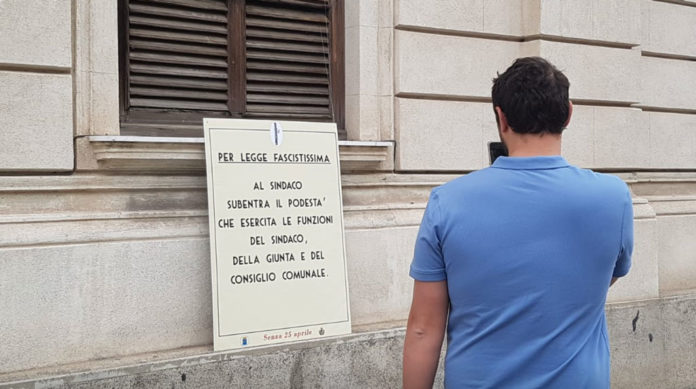 PER LEGGE FASCISTISSIMA
AL SINDACO
SUBENTRA IL PODESTA'
CHE ESERCITA LE FUNZIONI
DEL SINDACO,
DELLA GIUNTA E DEL
CONSIGLIO COMUNALE.
Senza 25 aprile